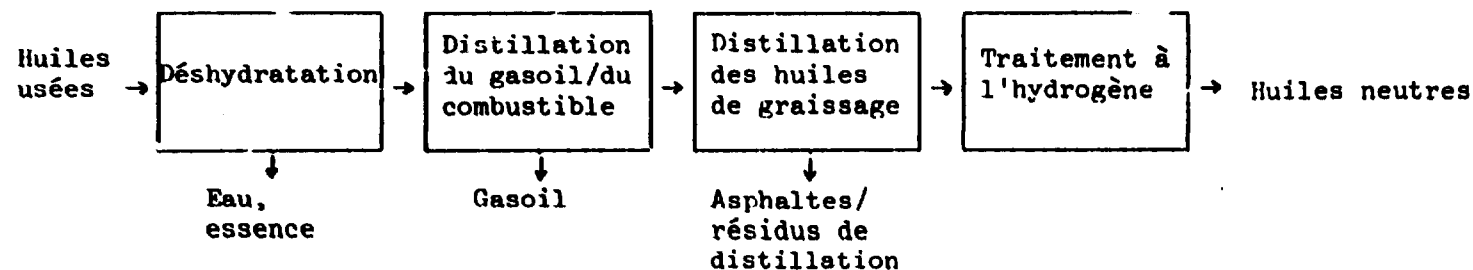 Huiles
usées
Déshydratation
Distillation
du gasoil/du
combustible
Distillation
des huiles
de graissage
Traitement à
l'hydrogène
Huiles neutres
Eau,
essence
Gasoil
Asphaltes/
résidus de
distillation